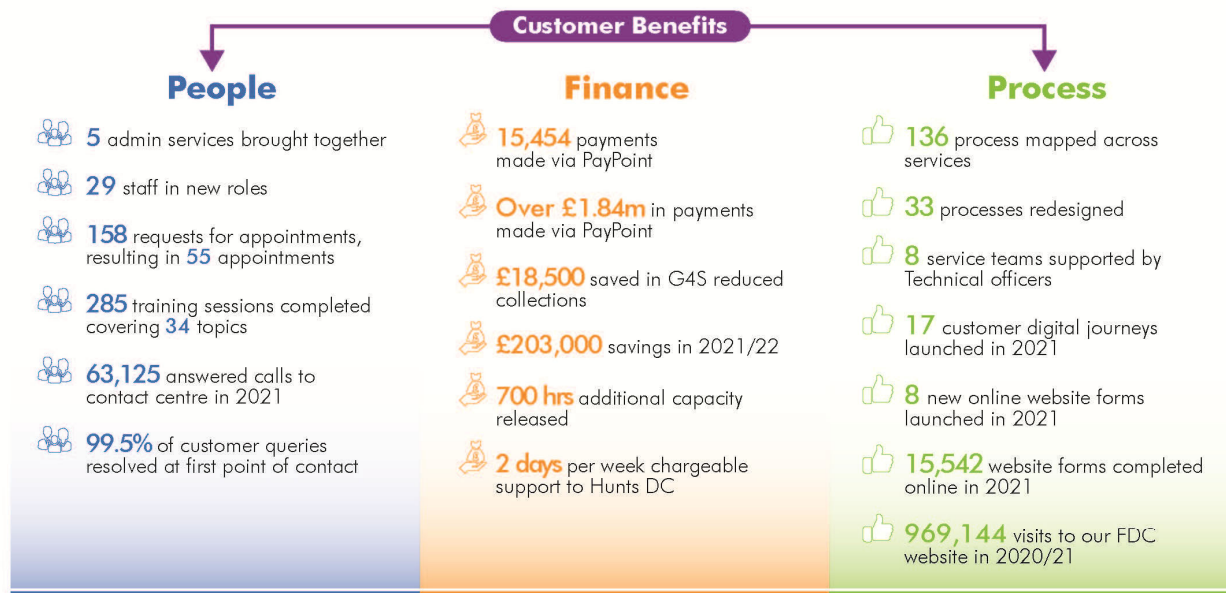 Customer Benefits
People
5 admin services brought together
29 staff in new roles
158 requests for appointments,
resulting in 55 appointments
285 training sessions completed
covering 34 topics
63,125 answered calls to
contact centre in 2021
99.5% of customer queries
resolved at first point of contact
Finance
15,454 payments
made via PayPoint
Over £1.84m in payments
made via PayPoint
£18,500 saved in G4S reduced
collections
£203,000 savings in 2021/22
700 hrs additional capacity
released
2 days per week chargeable
support to Hunts DC
Process
136 process mapped across
services
33 processes redesigned
8 service teams supported by
Technical officers
17 customer digital journeys
launched in 2021
8 new online website forms
launched in 2021
15,542 website forms completed
online in 2021
969,144 visits to our FDC
website in 2020/21